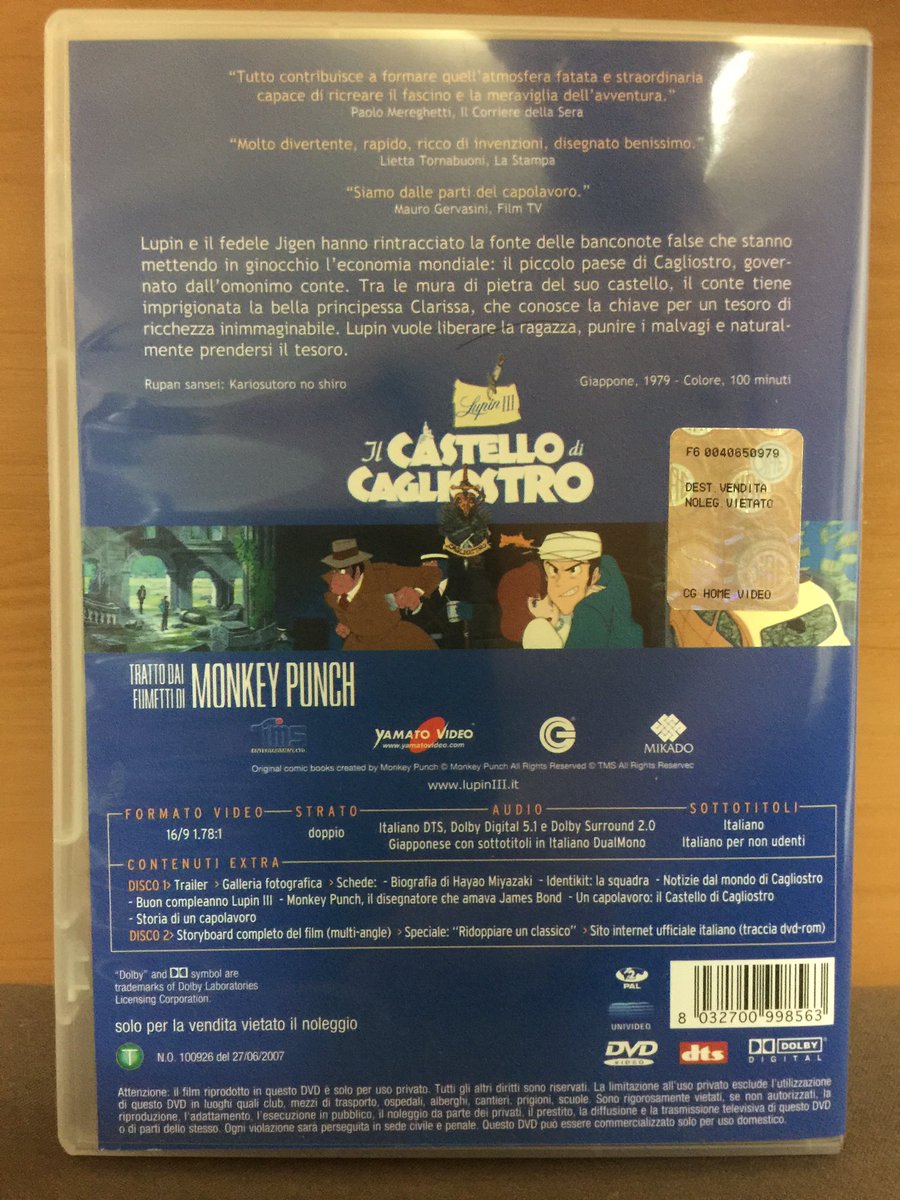 “Tutto contribuisce a formare quell’atmosfera fatata e straordinaria
capace di ricreare il fascino e la meraviglia dell’avventura.”
Paolo Mereghetti, Il Corriere della Sera
“Molto divertente, rapido, ricco di invenzioni, disegnato benissimo.”
Lietta Tornabuoni, La Stampa
“Siamo dalle parti del capolavoro.”
Mauro Gervasini, Film TV
Lupin e il fedele Jigen hanno rintracciato la fonte delle banconote false che stanno
mettendo in ginocchio l’economia mondiale: il piccolo paese di Cagliostro, gover-
nato dall’omonimo conte. Tra le mura di pietra del suo castello, il conte tiene
imprigionata la bella principessa Clarissa, che conosce la chiave per un tesoro di
ricchezza inimmaginabile. Lupin vuole liberare la ragazza, punire i malvagi e natural-
mente prendersi il tesoro.
Rupan sansei: Kariosutoro no shiro
Giappone, 1979 - Colore, 100 minuti
Lupin III
Il CASTELLO di
CAGLIOSTRO
CAGLIOSTRO
F6 0040650979
DEST.VENDITA
NOLEG.VIETATO
CG HOME VIDEO
TRATTO DAI
FUMETTI DI
MONKEY PUNCH
tms
ENTERTAINMENT, LTD.
YAMATO VIDEO
www.yamatovideo.com
MIKADO
Original comic books created by Monkey Punch © Monkey Punch All Rights Reserved © TMS All Rights Reservec
www.lupinIII.it
FORMATO VIDEO STRATO AUDIO SOTTOTITOLI
16/9 1.78:1 doppio Italiano DTS, Dolby Digital 5.1 e Dolby Surround 2.0 Italiano
Giapponese con sottotitoli in Italiano DualMono Italiano per non udenti
CONTENUTI EXTRA
DISCO 1> Trailer > Galleria fotografica > Schede: - Biografia di Hayao Miyazaki - Identikit: la squadra - Notizie dal mondo di Cagliostro
- Buon compleanno Lupin III - Monkey Punch, il disegnatore che amava James Bond - Un capolavoro: il Castello di Cagliostro
- Storia di un capolavoro
DISCO 2> Storyboard completo del film (multi-angle) > Speciale: “Ridoppiare un classico” > Sito internet ufficiale italiano (traccia dvd-rom)
“Dolby” and DD symbol are
trademarks of Dolby Laboratories
Licensing Corporation.
solo per la vendita vietato il noleggio
T
N.O. 100926 del 27/06/2007
2
PAL
UNIVIDEO
8 032700 998563
DVD
VIDEO
dts
DOLBY
DIGITAL
Attenzione: il film riprodotto in questo DVD è solo per uso privato. Tutti gli altri diritti sono riservati. La limitazione all’uso privato esclude l’utilizzazione
di questo DVD in luoghi quali club, mezzi di trasporto, ospedali, alberghi, cantieri, prigioni, scuole. Sono rigorosamente vietati, se non autorizzati, la
riproduzione, l’adattamento, l’esecuzione in pubblico, il noleggio da parte dei privati, il prestito, la diffusione e la trasmissione televisiva di questo DVD
o di parti dello stesso. Ogni violazione sarà perseguita in sede civile e penale. Questo DVD può essere commercializzato solo per uso domestico.